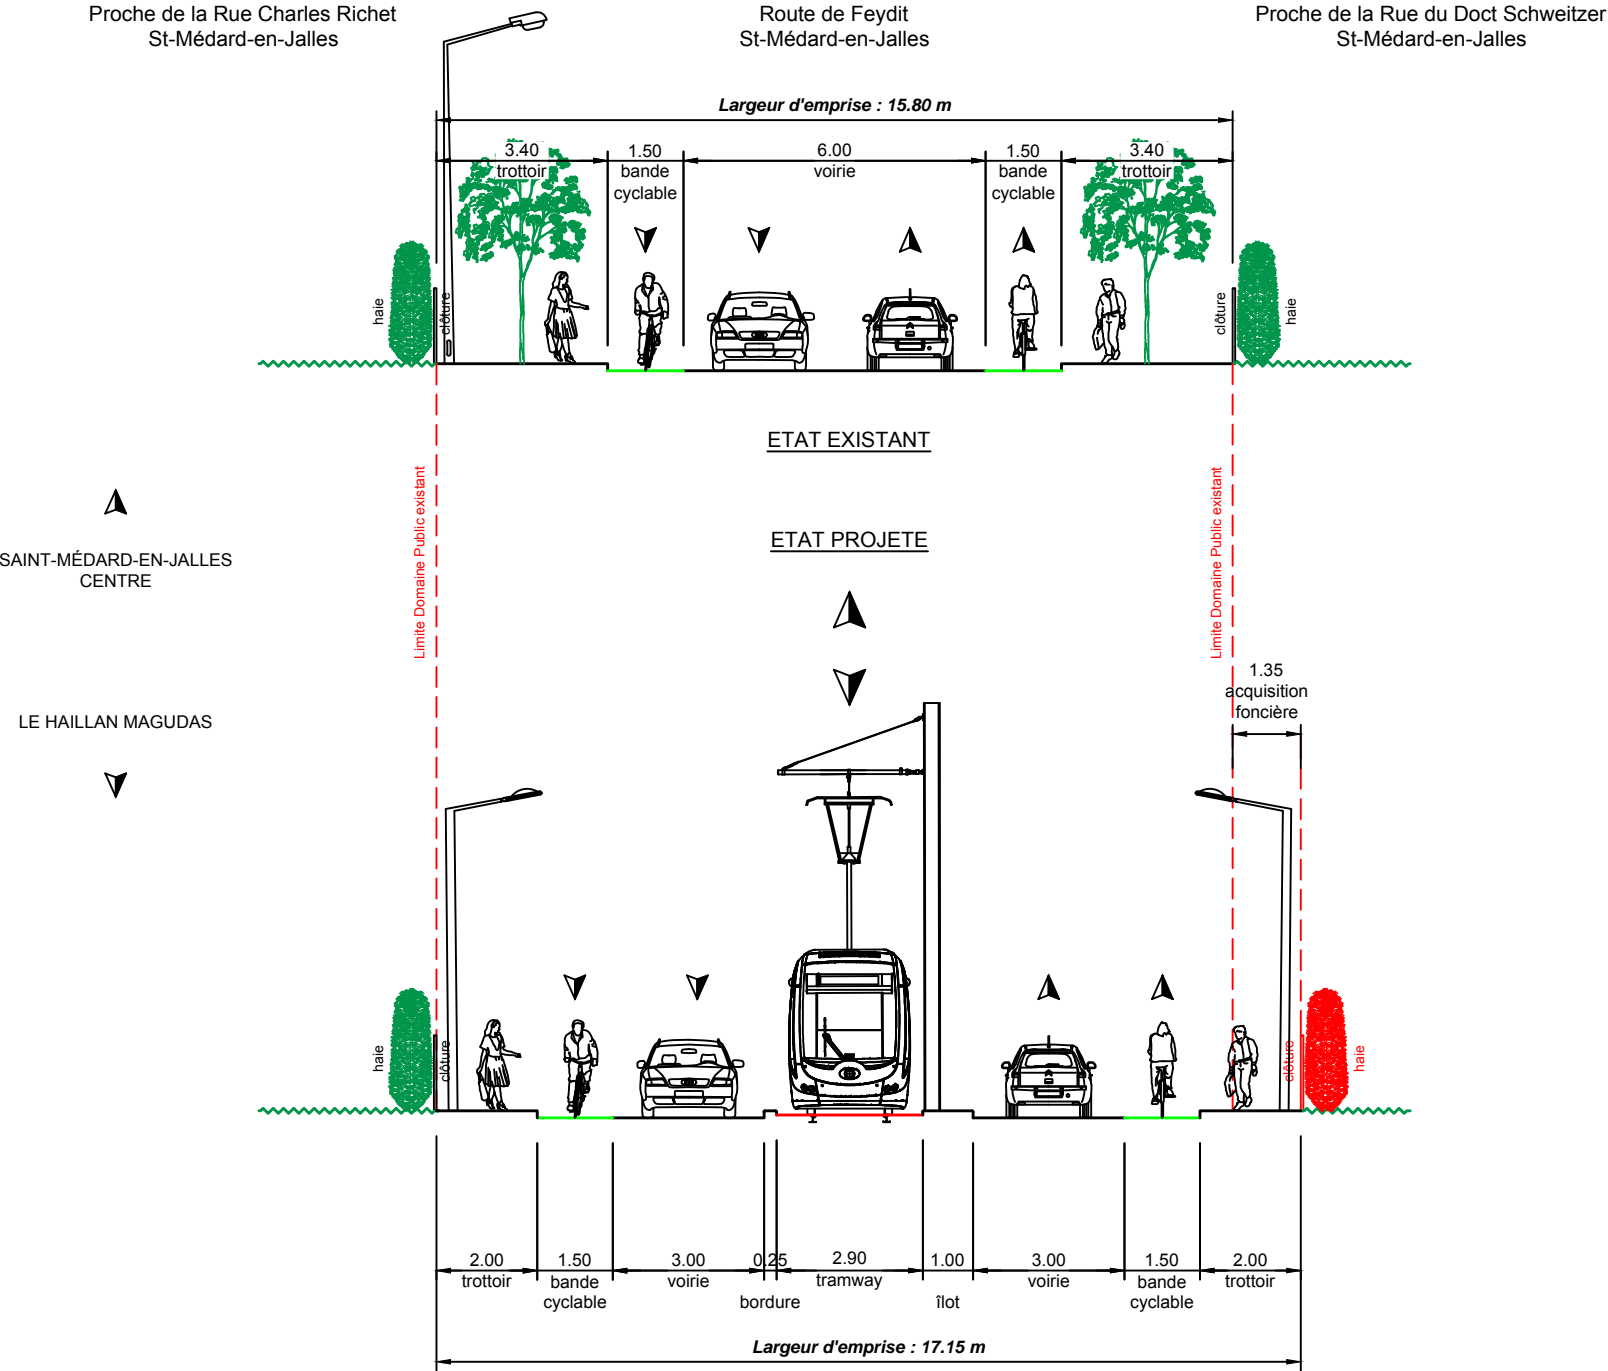 Proche de la Rue Charles Richet
St-Médard-en-Jalles
Route de Feydit
St-Médard-en-Jalles
Proche de la Rue du Doct Schweitzer
St-Médard-en-Jalles
Largeur d'emprise : 15.80 m
3.40
trottoir
1.50
bande
cyclable
6.00
voirie
1.50
bande
cyclable
3.40
trottoir
haie
clôture
clôture
haie
ETAT EXISTANT
Limite Domaine Public existant
Limite Domaine Public existant
ETAT PROJETE
SAINT-MÉDARD-EN-JALLES
CENTRE
LE HAILLAN MAGUDAS
1.35
acquisition
foncière
haie
clôture
clôture
haie
2.00
trottoir
1.50
bande
cyclable
3.00
voirie
0.25
bordure
2.90
tramway
1.00
îlot
3.00
voirie
1.50
bande
cyclable
2.00
trottoir
Largeur d'emprise : 17.15 m